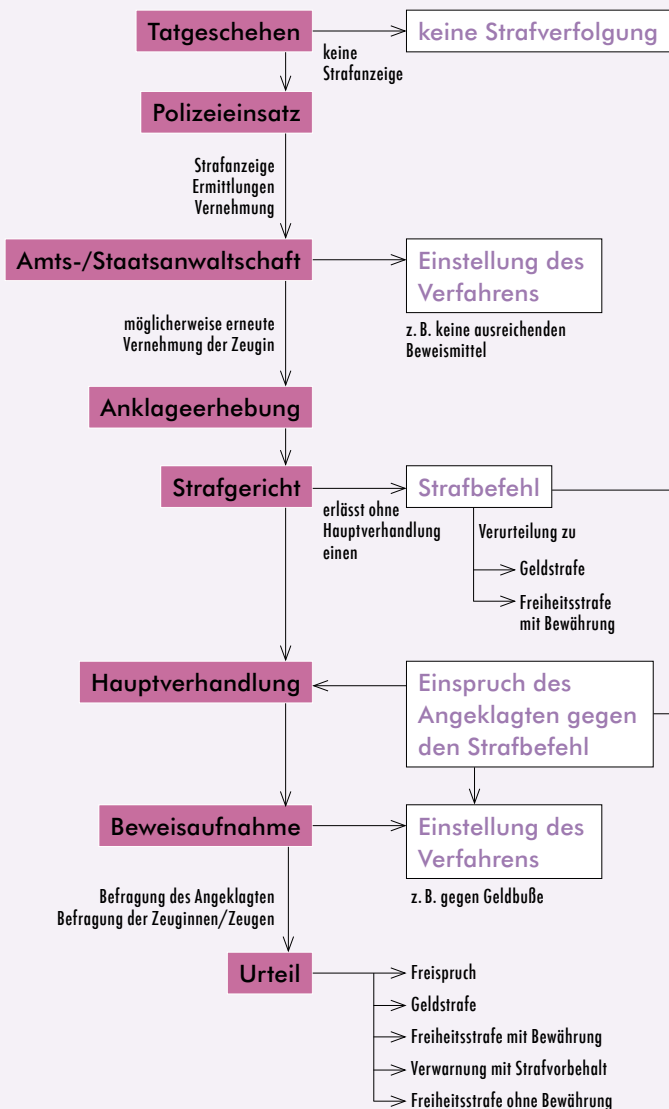 Tatgeschehen
keine Strafverfolgung
keine
Strafanzeige
Polizeieinsatz
Strafanzeige
Ermittlungen
Vernehmung
Amts-/Staatsanwaltschaft
Einstellung des
Verfahrens
z. B. keine ausreichenden
Beweismittel
möglicherweise erneute
Vernehmung der Zeugin
Anklageerhebung
Strafgericht
Strafbefehl
erlässt ohne
Hauptverhandlung
einen
Verurteilung zu
Geldstrafe
Freiheitsstrafe
mit Bewährung
Hauptverhandlung
Einspruch des
Angeklagten gegen
den Strafbefehl
Beweisaufnahme
Einstellung des
Verfahrens
z. B. gegen Geldbuße
Befragung des Angeklagten
Befragung der Zeuginnen/Zeugen
Urteil
Freispruch
Geldstrafe
Freiheitsstrafe mit Bewährung
Verwarnung mit Strafvorbehalt
Freiheitsstrafe ohne Bewährung